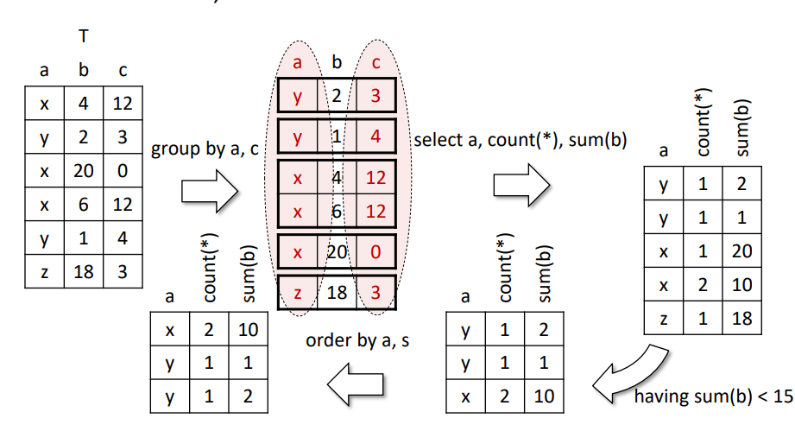 T
a b c
x 4 12
y 2 3
x 20 0
x 6 12
y 1 4
z 18 3
group by a, c
a b c
y 2 3
y 1 4
x 4 12
x 6 12
x 20 0
z 18 3
select a, count(*), sum(b)
a count(*) sum(b)
y 1 2
y 1 1
x 1 20
x 2 10
z 1 18
having sum(b) < 15
a count(*) sum(b)
y 1 2
y 1 1
x 2 10
order by a, s
a count(*) sum(b)
x 2 10
y 1 1
y 1 2